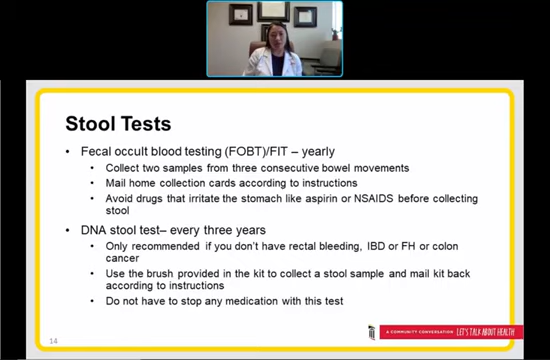 Stool Tests
• Fecal occult blood testing (FOBT)/FIT – yearly
• Collect two samples from three consecutive bowel movements
• Mail home collection cards according to instructions
• Avoid drugs that irritate the stomach like aspirin or NSAIDS before collecting
stool
• DNA stool test– every three years
• Only recommended if you don't have rectal bleeding, IBD or FH or colon
cancer
• Use the brush provided in the kit to collect a stool sample and mail kit back
according to instructions
• Do not have to stop any medication with this test
14
A COMMUNITY CONVERSATION LET'S TALK ABOUT HEALTH